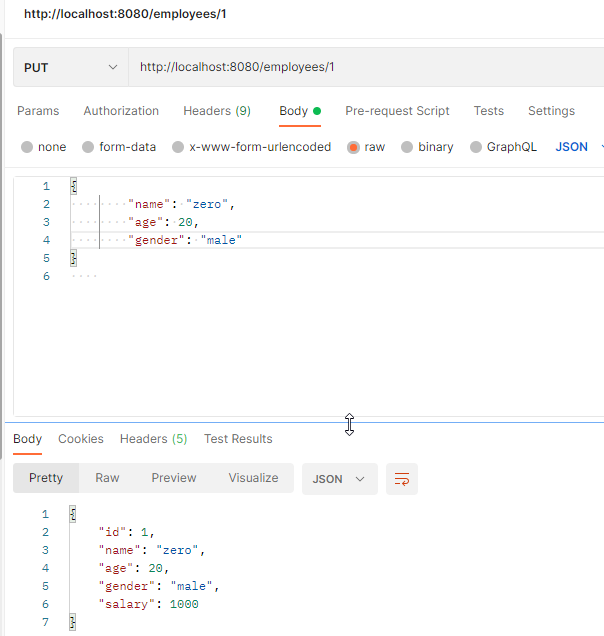 http://localhost:8080/employees/1
PUT http://localhost:8080/employees/1
Params Authorization Headers (9) Body Pre-request Script Tests Settings
none form-data x-www-form-urlencoded raw binary GraphQL JSON
1 {
2 "name": "zero",
3 "age": 20,
4 "gender": "male"
5 }
6
Body Cookies Headers (5) Test Results
Pretty Raw Preview Visualize JSON
1 {
2 "id": 1,
3 "name": "zero",
4 "age": 20,
5 "gender": "male",
6 "salary": 1000
7 }